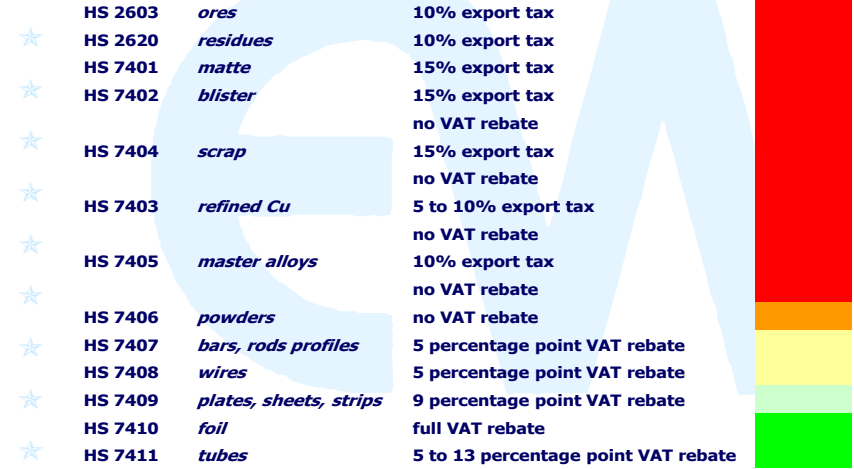 HS 2603 ores 10% export tax
HS 2620 residues 10% export tax
HS 7401 matte 15% export tax
HS 7402 blister 15% export tax
no VAT rebate
HS 7404 scrap 15% export tax
no VAT rebate
HS 7403 refined Cu 5 to 10% export tax
no VAT rebate
HS 7405 master alloys 10% export tax
no VAT rebate
HS 7406 powders no VAT rebate
HS 7407 bars, rods profiles 5 percentage point VAT rebate
HS 7408 wires 5 percentage point VAT rebate
HS 7409 plates, sheets, strips 9 percentage point VAT rebate
HS 7410 foil full VAT rebate
HS 7411 tubes 5 to 13 percentage point VAT rebate